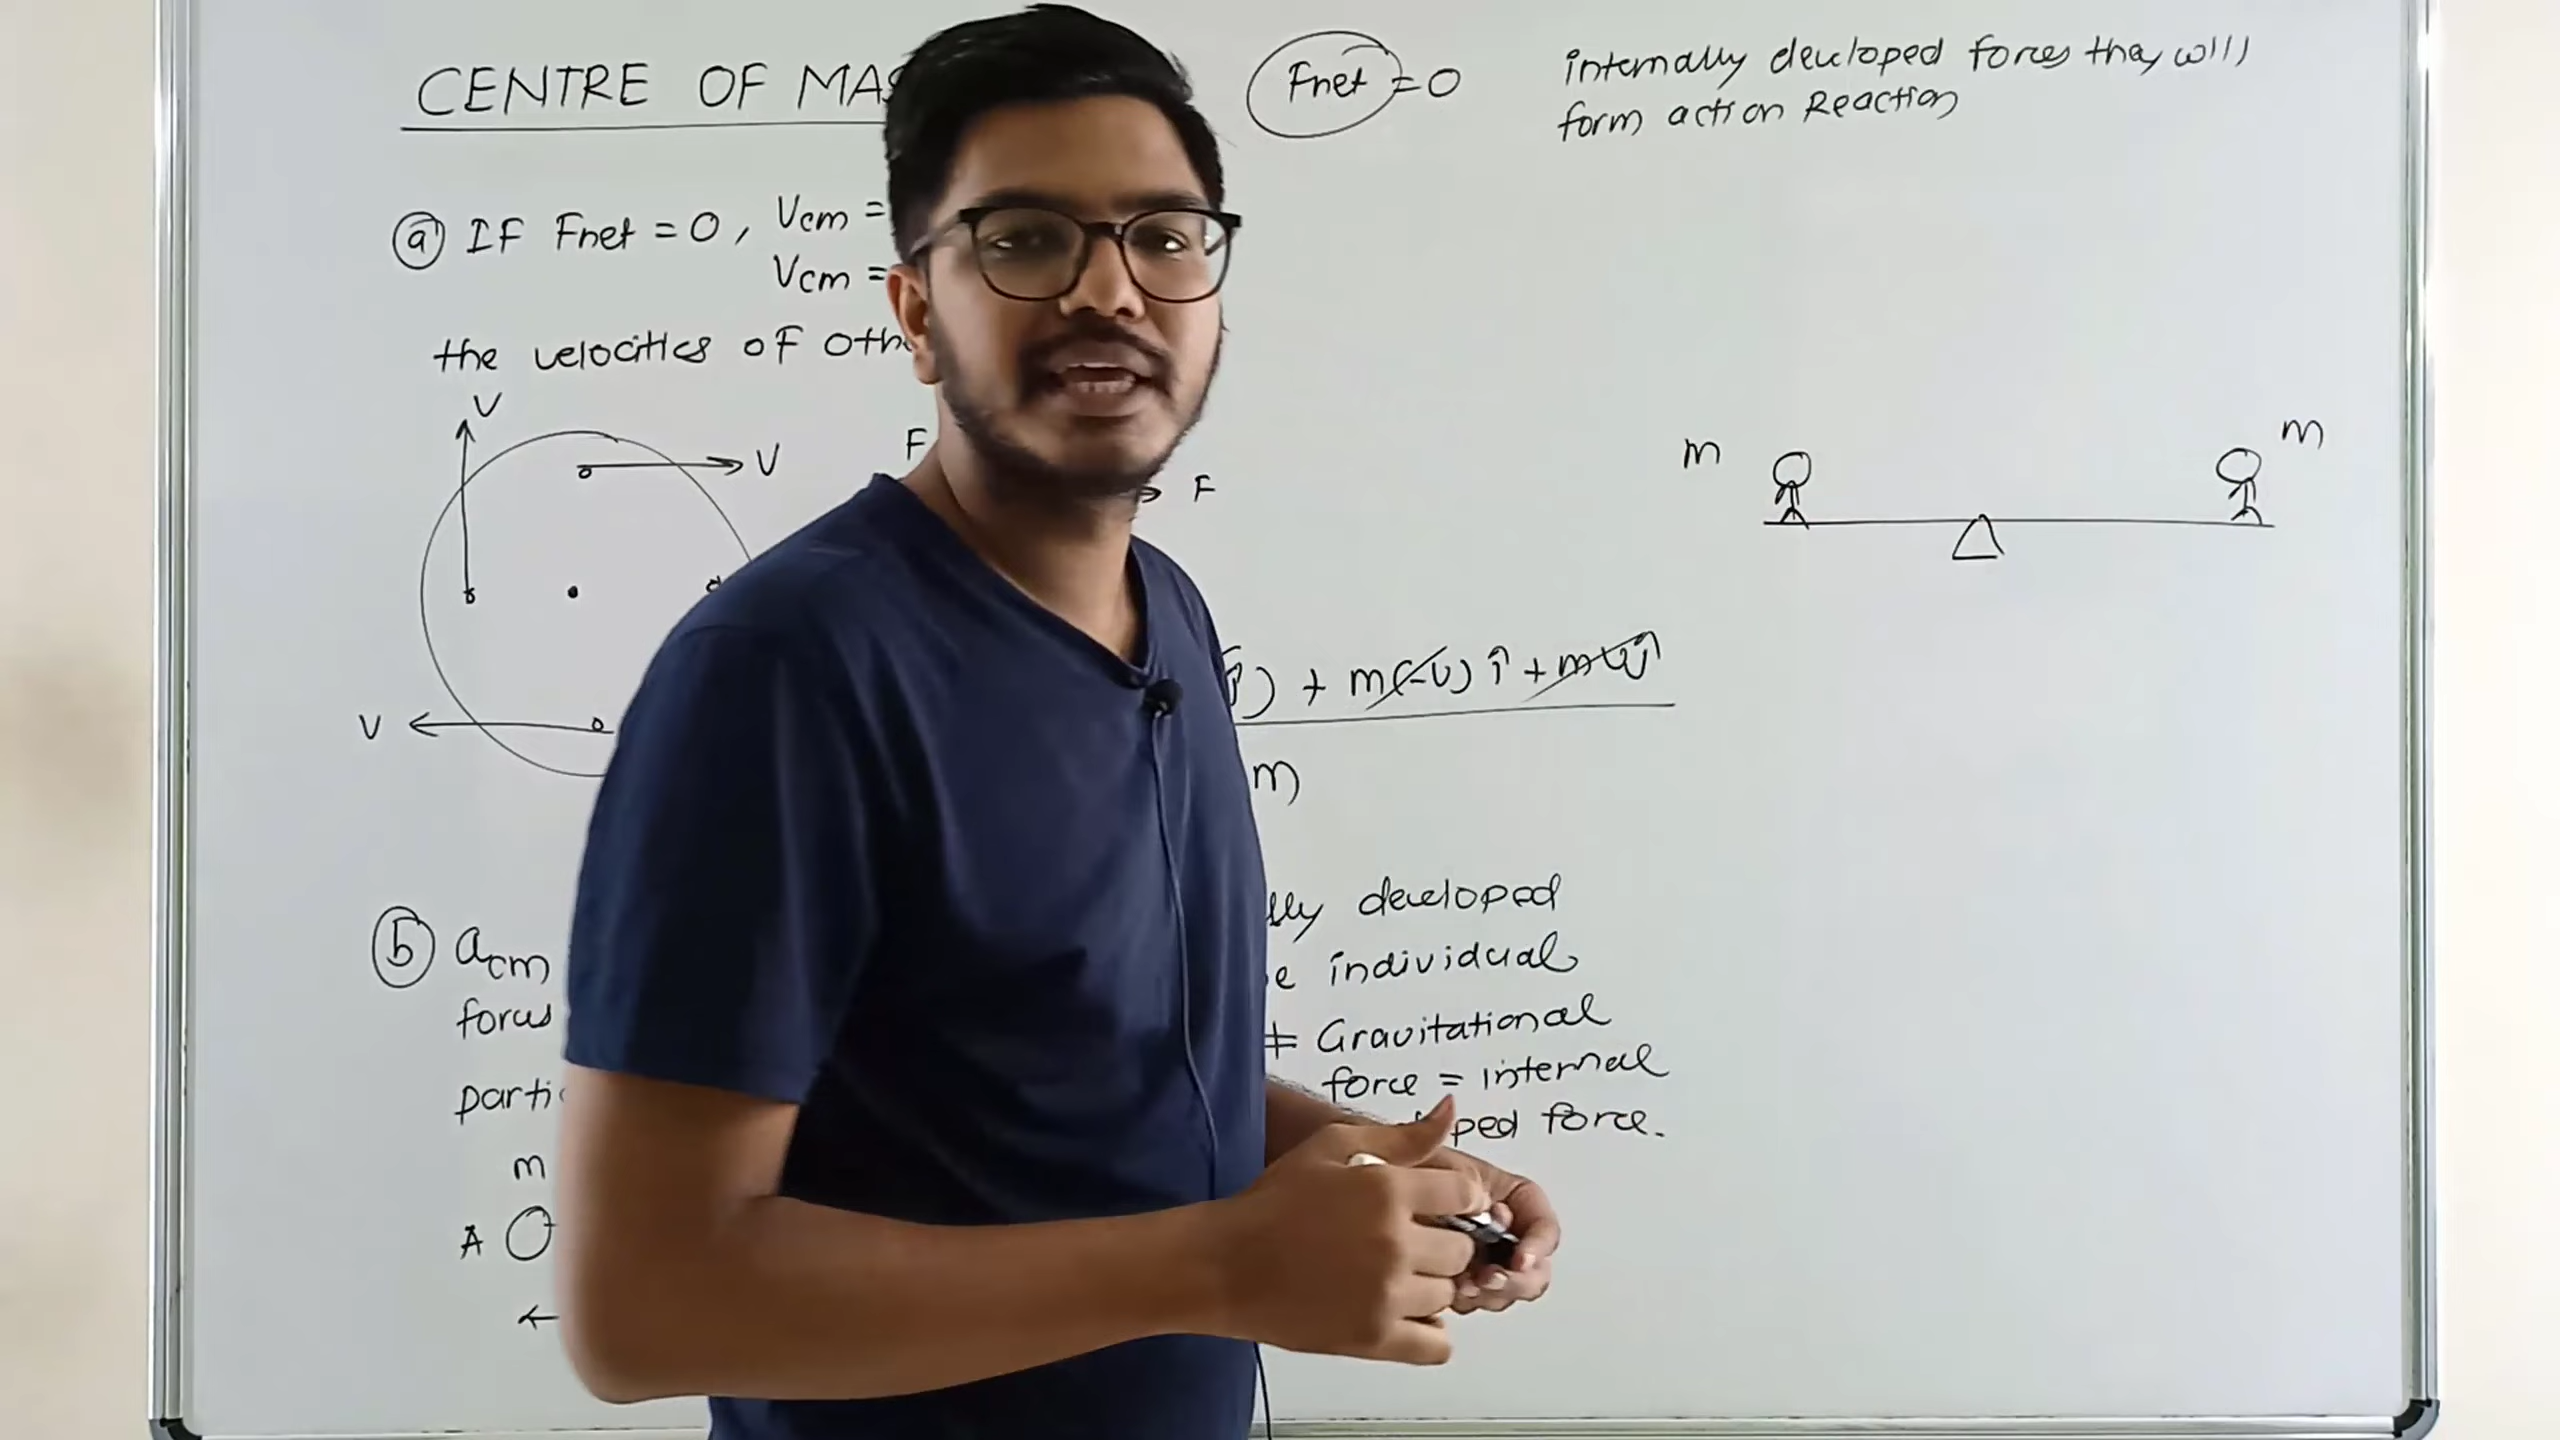 CENTRE OF MAS
Fnet = 0
internally developed forces they will
form action Reaction
(a) IF Fnet = 0, Vcm =
Vcm =
the velocities of oth
V
V
F
F
m
m
V
) + m(-v) î + m
m
lly developed
(b) acm
e individual
forces
≠ Gravitational
force = internal
parti
ped force.
m
A